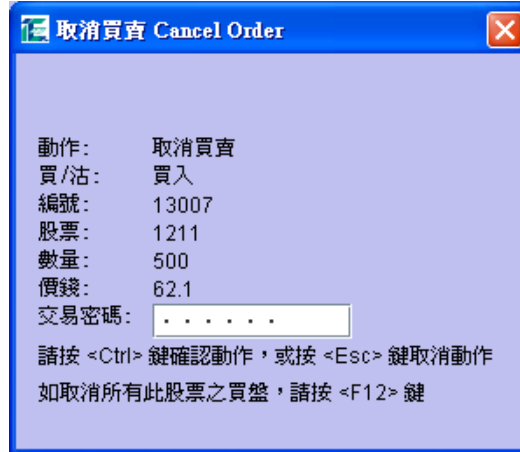 取消買賣 Cancel Order
動作: 取消買賣
買/沽: 買入
編號: 13007
股票: 1211
數量: 500
價錢: 62.1
交易密碼: ......
請按 <Ctrl> 鍵確認動作，或按 <Esc> 鍵取消動作
如取消所有此股票之買盤，請按 <F12> 鍵